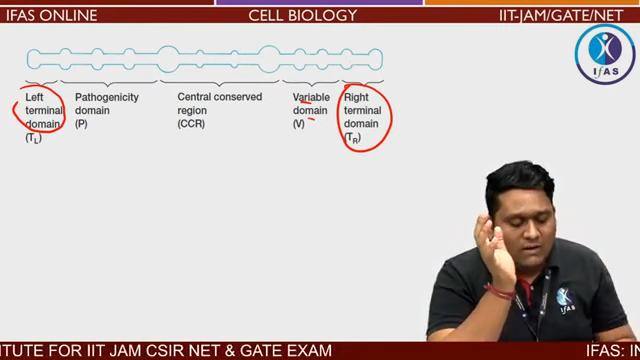 IFAS ONLINE
CELL BIOLOGY
IIT-JAM/GATE/NET
IFAS
Left
terminal
domain
(TL)
Pathogenicity
domain
(P)
Central conserved
region
(CCR)
Variable
domain
(V)
Right
terminal
domain
(TR)
ITUTE FOR IIT JAM CSIR NET & GATE EXAM
IFAS: IN